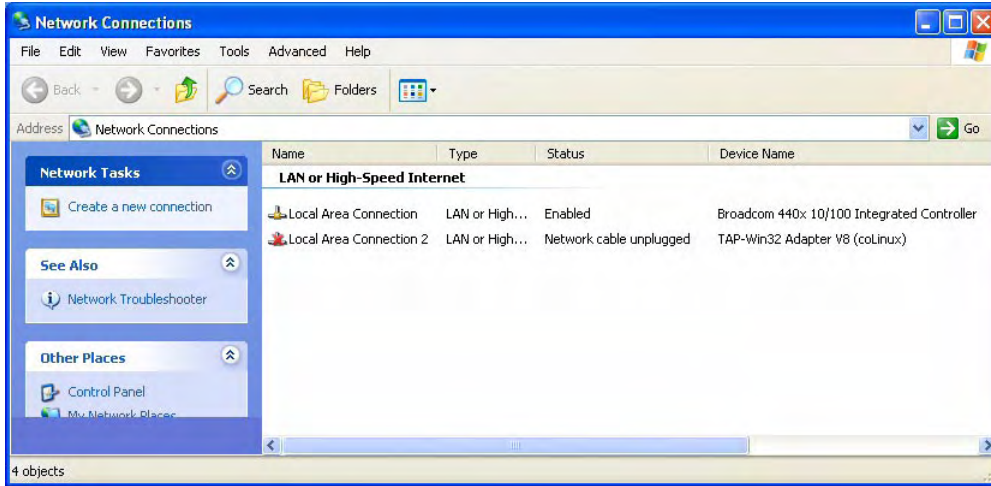 Network Connections
File Edit View Favorites Tools Advanced Help
Back Search Folders
Address Network Connections Go
Network Tasks
Create a new connection
See Also
Network Troubleshooter
Other Places
Control Panel
My Network Places
Name Type Status Device Name
LAN or High-Speed Internet
Local Area Connection LAN or High... Enabled Broadcom 440x 10/100 Integrated Controller
Local Area Connection 2 LAN or High... Network cable unplugged TAP-Win32 Adapter V8 (coLinux)
4 objects